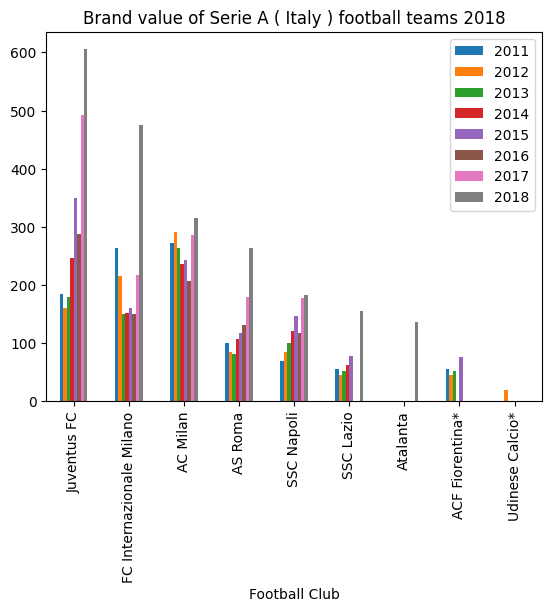 Brand value of Serie A ( Italy ) football teams 2018
600
500
400
300
200
100
0
2011
2012
2013
2014
2015
2016
2017
2018
Juventus FC
FC Internazionale Milano
AC Milan
AS Roma
SSC Napoli
SSC Lazio
Atalanta
ACF Fiorentina*
Udinese Calcio*
Football Club